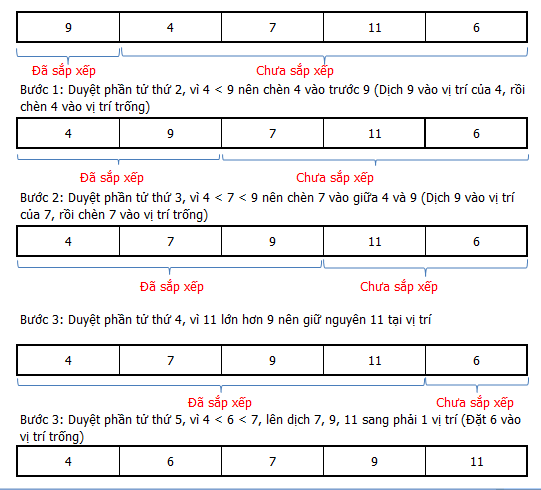 9 4 7 11 6
Đã sắp xếp Chưa sắp xếp
Bước 1: Duyệt phần tử thứ 2, vì 4 < 9 nên chèn 4 vào trước 9 (Dịch 9 vào vị trí của 4, rồi
chèn 4 vào vị trí trống)
4 9 7 11 6
Đã sắp xếp Chưa sắp xếp
Bước 2: Duyệt phần tử thứ 3, vì 4 < 7 < 9 nên chèn 7 vào giữa 4 và 9 (Dịch 9 vào vị trí
của 7, rồi chèn 7 vào vị trí trống)
4 7 9 11 6
Đã sắp xếp Chưa sắp xếp
Bước 3: Duyệt phần tử thứ 4, vì 11 lớn hơn 9 nên giữ nguyên 11 tại vị trí
4 7 9 11 6
Đã sắp xếp Chưa sắp xếp
Bước 3: Duyệt phần tử thứ 5, vì 4 < 6 < 7, lên dịch 7, 9, 11 sang phải 1 vị trí (Đặt 6 vào
vị trí trống)
4 6 7 9 11